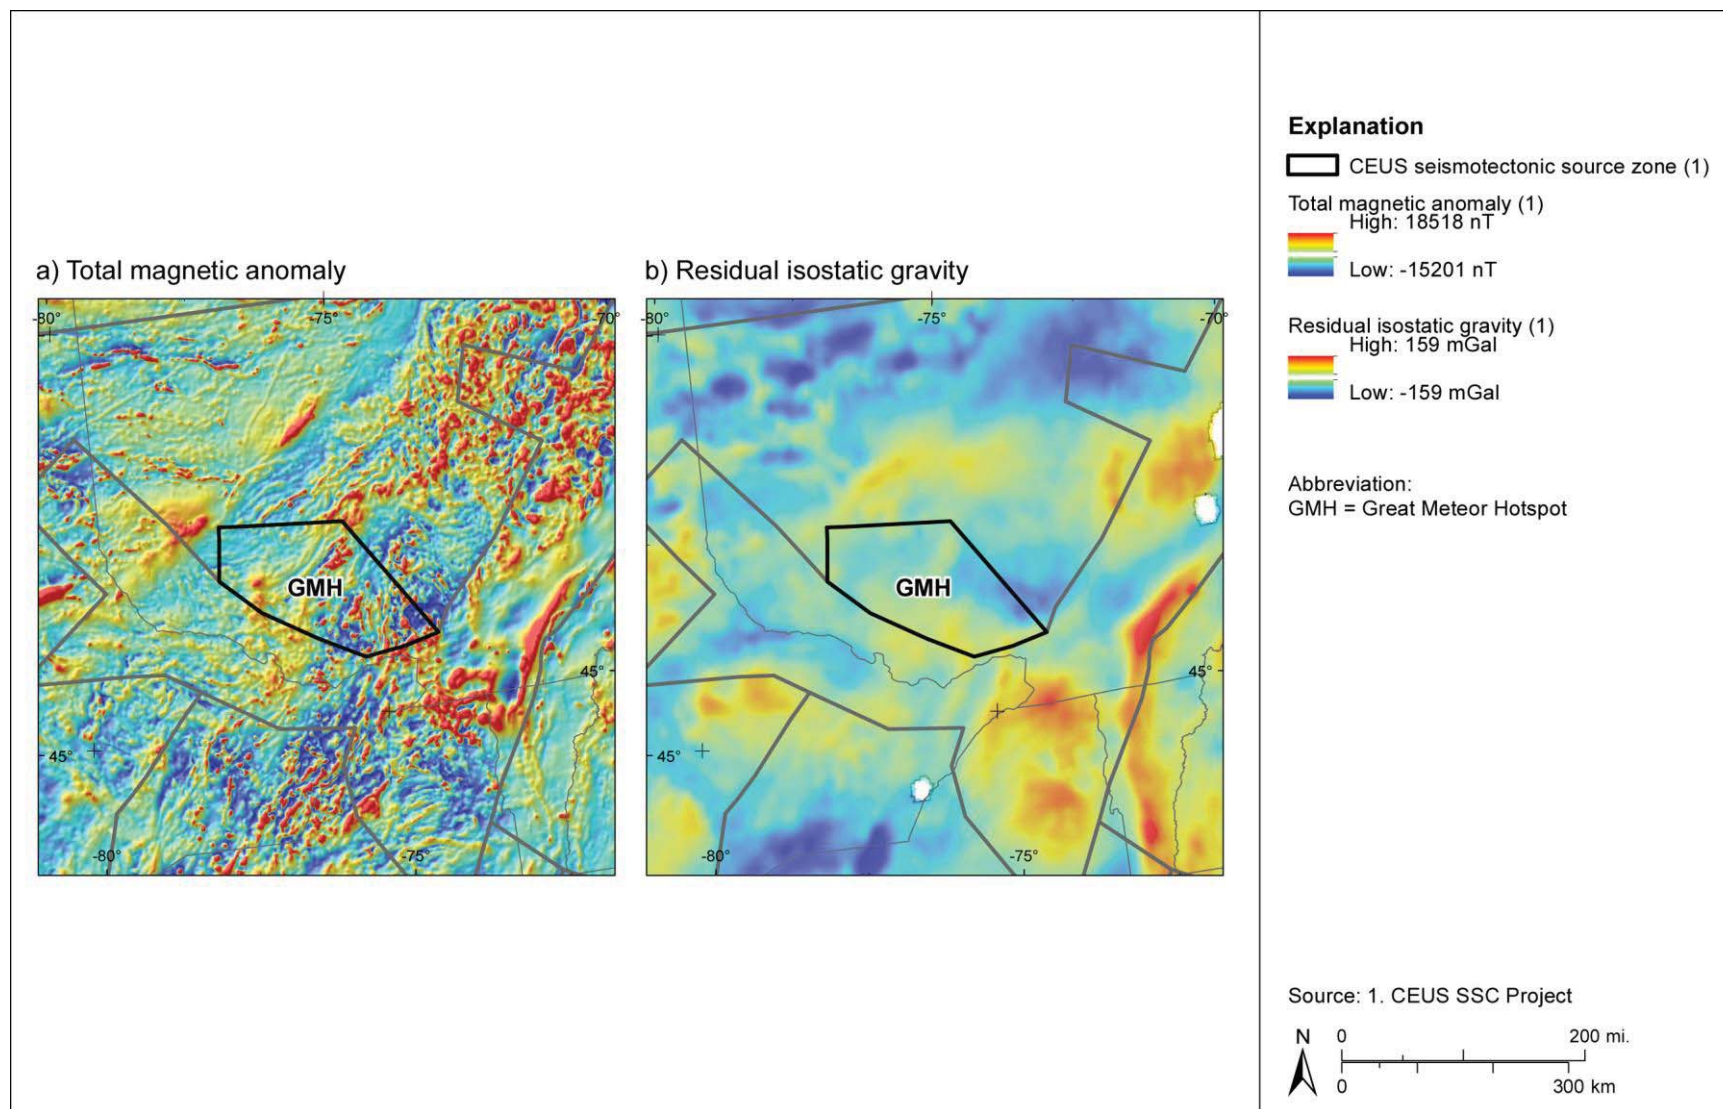 a) Total magnetic anomaly
-80°
-75°
-70°
GMH
45°
45°
-80°
-75°
b) Residual isostatic gravity
-80°
-75°
-70°
GMH
45°
45°
-80°
-75°
Explanation
CEUS seismotectonic source zone (1)
Total magnetic anomaly (1)
High: 18518 nT
Low: -15201 nT
Residual isostatic gravity (1)
High: 159 mGal
Low: -159 mGal
Abbreviation:
GMH = Great Meteor Hotspot
Source: 1. CEUS SSC Project
N
0 200 mi.
0 300 km